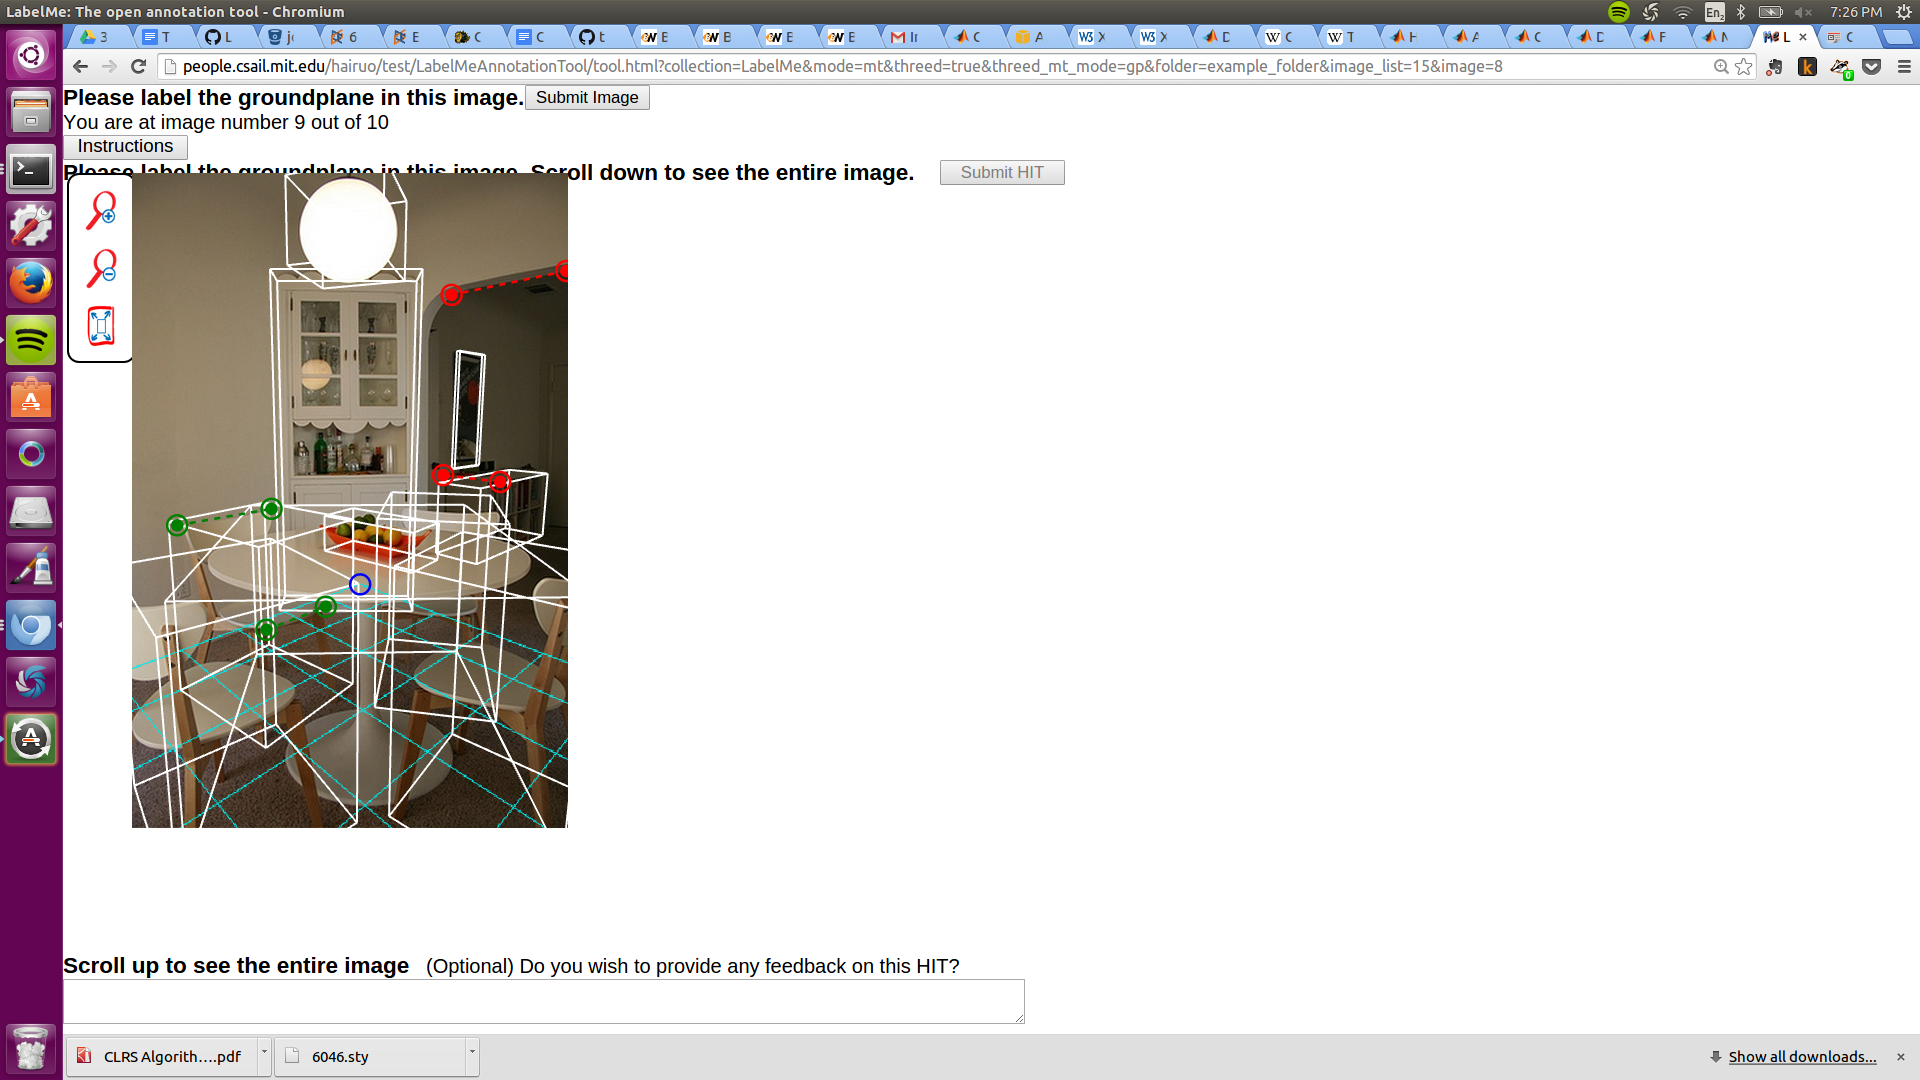 LabelMe: The open annotation tool - Chromium
En₂
7:26 PM
3
T
L
6
E
C
C
t
E
B
E
E
In
C
A
X
X
D
C
T
H
A
C
D
F
L
C
people.csail.mit.edu/hairuo/test/LabelMeAnnotationTool/tool.html?collection=LabelMe&mode=mt&threed=true&threed_mt_mode=gp&folder=example_folder&image_list=15&image=8
Please label the groundplane in this image. Submit Image
You are at image number 9 out of 10
Instructions
Please label the groundplane in this image. Scroll down to see the entire image. Submit HIT
Scroll up to see the entire image (Optional) Do you wish to provide any feedback on this HIT?
CLRS Algorith....pdf
6046.sty
Show all downloads...